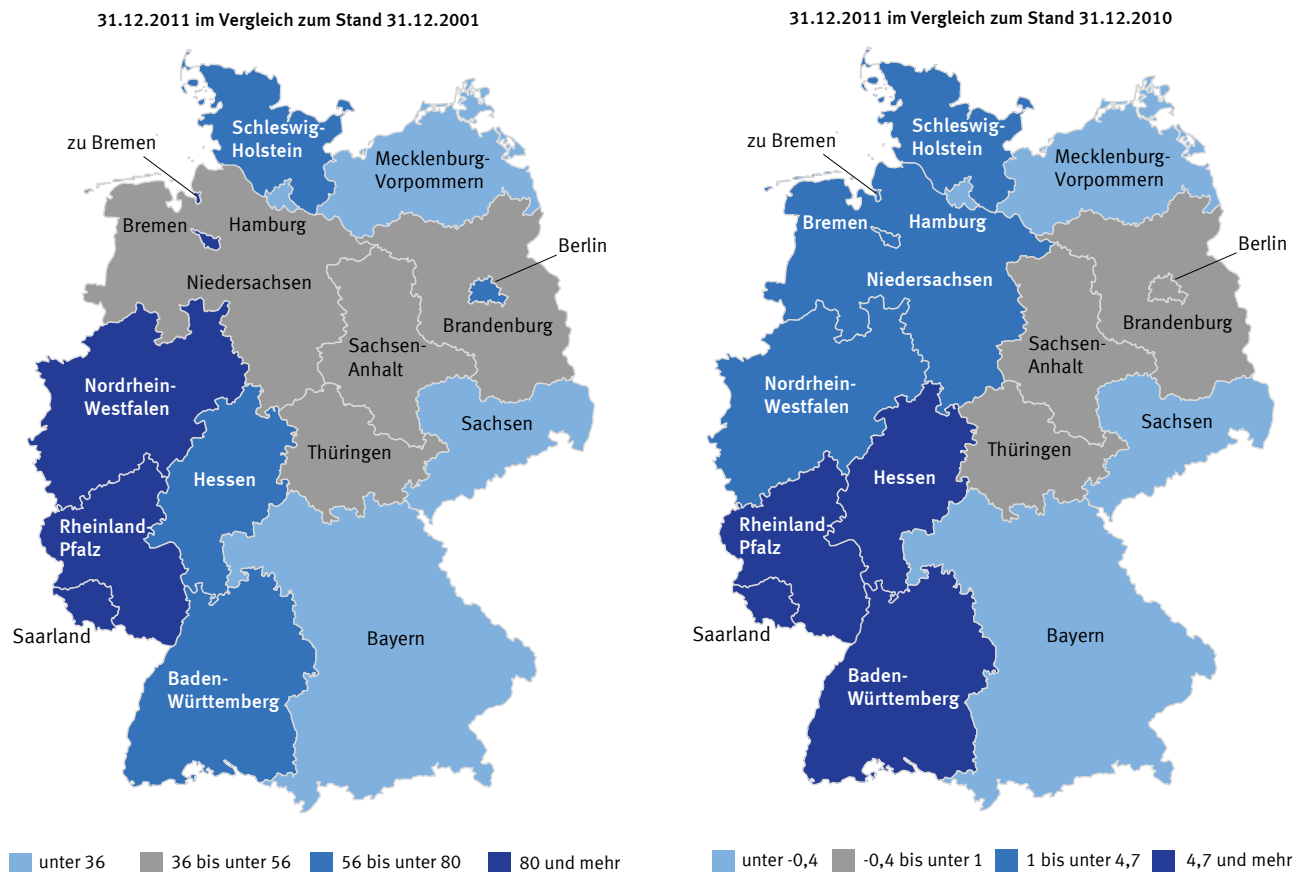 31.12.2011 im Vergleich zum Stand 31.12.2001
Schleswig-
Holstein
zu Bremen
Mecklenburg-
Vorpommern
Bremen
Hamburg
Berlin
Niedersachsen
Brandenburg
Sachsen-
Anhalt
Nordrhein-
Westfalen
Sachsen
Thüringen
Hessen
Rheinland-
Pfalz
Saarland
Bayern
Baden-
Württemberg
unter 36
36 bis unter 56
56 bis unter 80
80 und mehr
31.12.2011 im Vergleich zum Stand 31.12.2010
Schleswig-
Holstein
zu Bremen
Mecklenburg-
Vorpommern
Bremen
Hamburg
Berlin
Niedersachsen
Brandenburg
Sachsen-
Anhalt
Nordrhein-
Westfalen
Sachsen
Thüringen
Hessen
Rheinland-
Pfalz
Saarland
Bayern
Baden-
Württemberg
unter -0,4
-0,4 bis unter 1
1 bis unter 4,7
4,7 und mehr